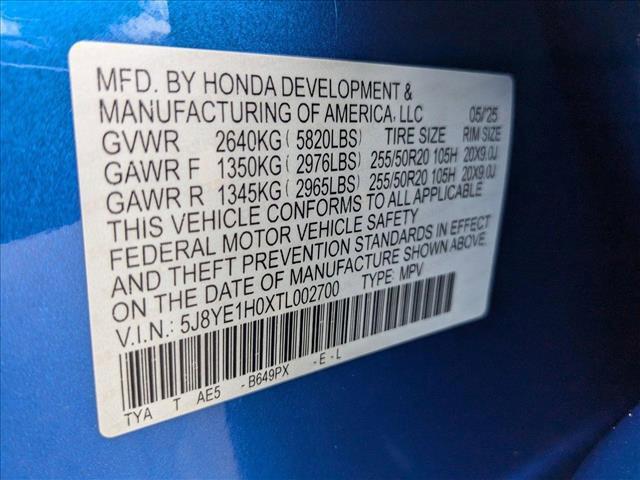 MFD. BY HONDA DEVELOPMENT &
MANUFACTURING OF AMERICA, LLC 05/'25
GVWR 2640KG ( 5820LBS) TIRE SIZE RIM SIZE
GAWR F 1350KG ( 2976LBS) 255/50R20 105H 20X9.0J
GAWR R 1345KG ( 2965LBS) 255/50R20 105H 20X9.0J
THIS VEHICLE CONFORMS TO ALL APPLICABLE
FEDERAL MOTOR VEHICLE SAFETY
AND THEFT PREVENTION STANDARDS IN EFFECT
ON THE DATE OF MANUFACTURE SHOWN ABOVE.
V.I.N.: 5J8YE1H0XTL002700 TYPE: MPV
TYA T AE5 - B649PX - E - L